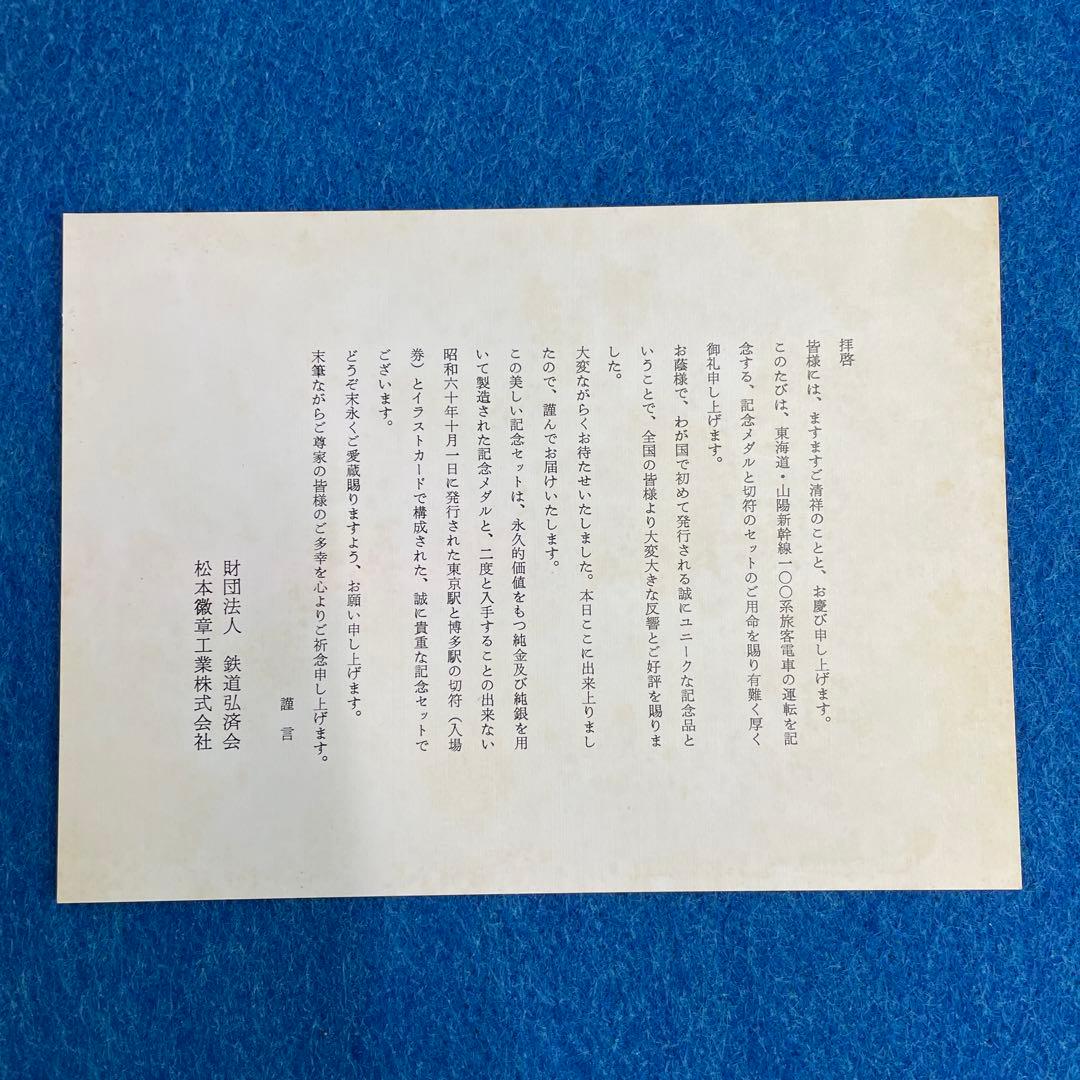 拝啓
皆様には、ますますご清祥のことと、お慶び申し上げます。
このたびは、東海道・山陽新幹線一〇〇系旅客電車の運転を記
念する、記念メダルと切符のセットのご用命を賜り有難く厚く
御礼申し上げます。
お蔭様で、わが国で初めて発行される誠にユニークな記念品と
いうことで、全国の皆様より大変大きな反響とご好評を賜りま
した。
大変ながらくお待たせいたしました。本日ここに出来上りまし
たので、謹んでお届けいたします。
この美しい記念セットは、永久的価値をもつ純金及び純銀を用
いて製造された記念メダルと、二度と入手することの出来ない
昭和六十年十月一日に発行された東京駅と博多駅の切符（入場
券）とイラストカードで構成された、誠に貴重な記念セットで
ございます。
どうぞ末永くご愛蔵賜りますよう、お願い申し上げます。
末筆ながらご尊家の皆様のご多幸を心よりご祈念申し上げます。
謹言
財団法人　鉄道弘済会
松本徽章工業株式会社